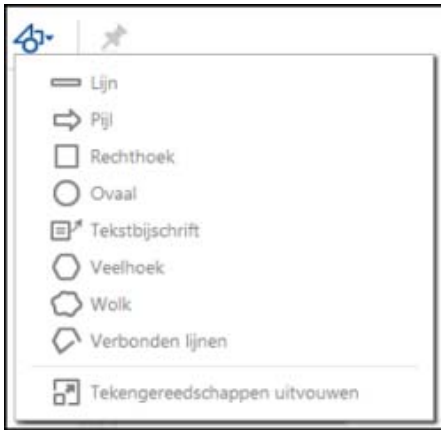 Lijn
Pijl
Rechthoek
Ovaal
Tekstbijschrift
Veelhoek
Wolk
Verbonden lijnen
Tekengereedschappen uitvouwen